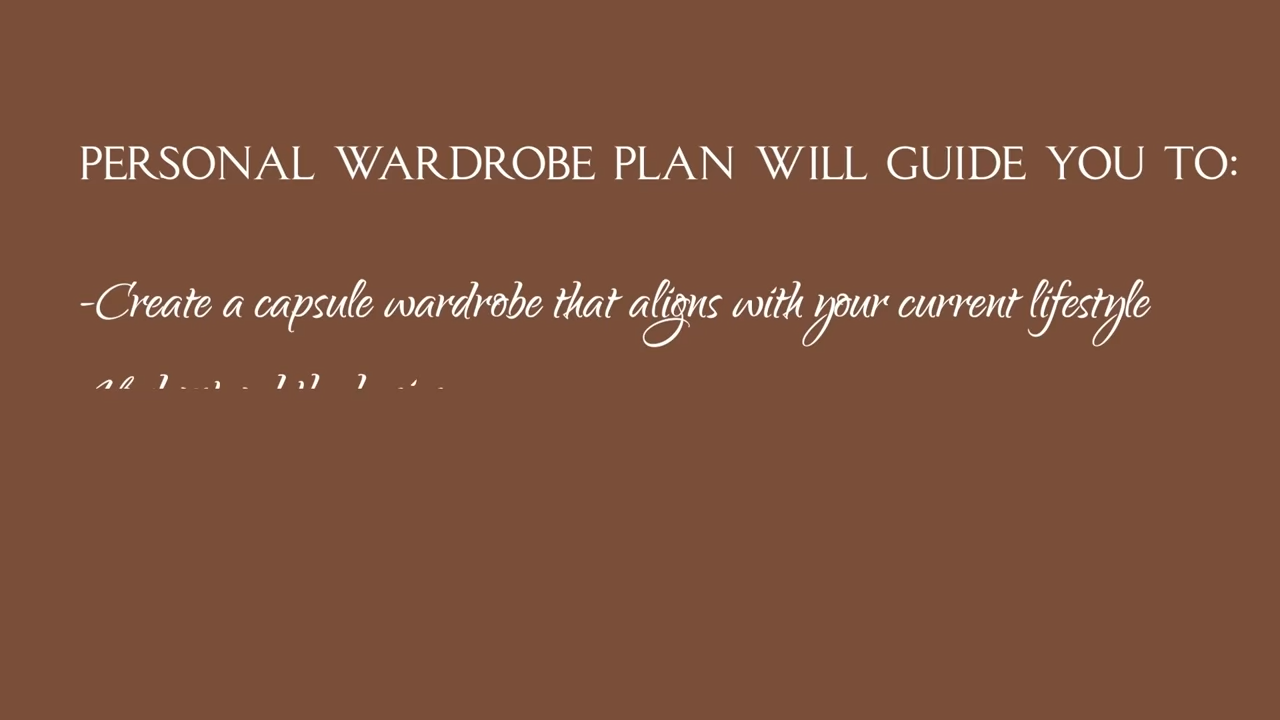 PERSONAL WARDROBE PLAN WILL GUIDE YOU TO:
-Create a capsule wardrobe that aligns with your current lifestyle